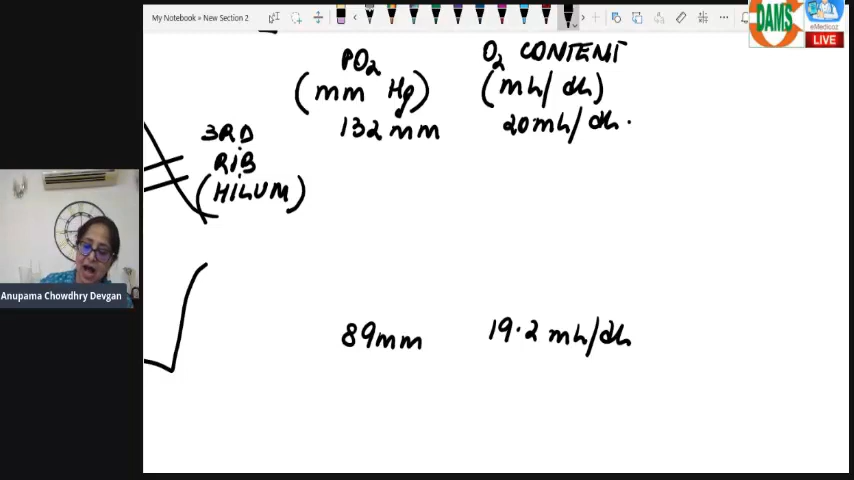 My Notebook > New Section 2
DAMS
eMedicoz
LIVE
PO2
O2 CONTENT
(mm Hg)
(ml/dl)
132 mm
20ml/dl.
3RD
RIB
(HILUM)
Anupama Chowdhry Devgan
89mm
19.2 ml/dl